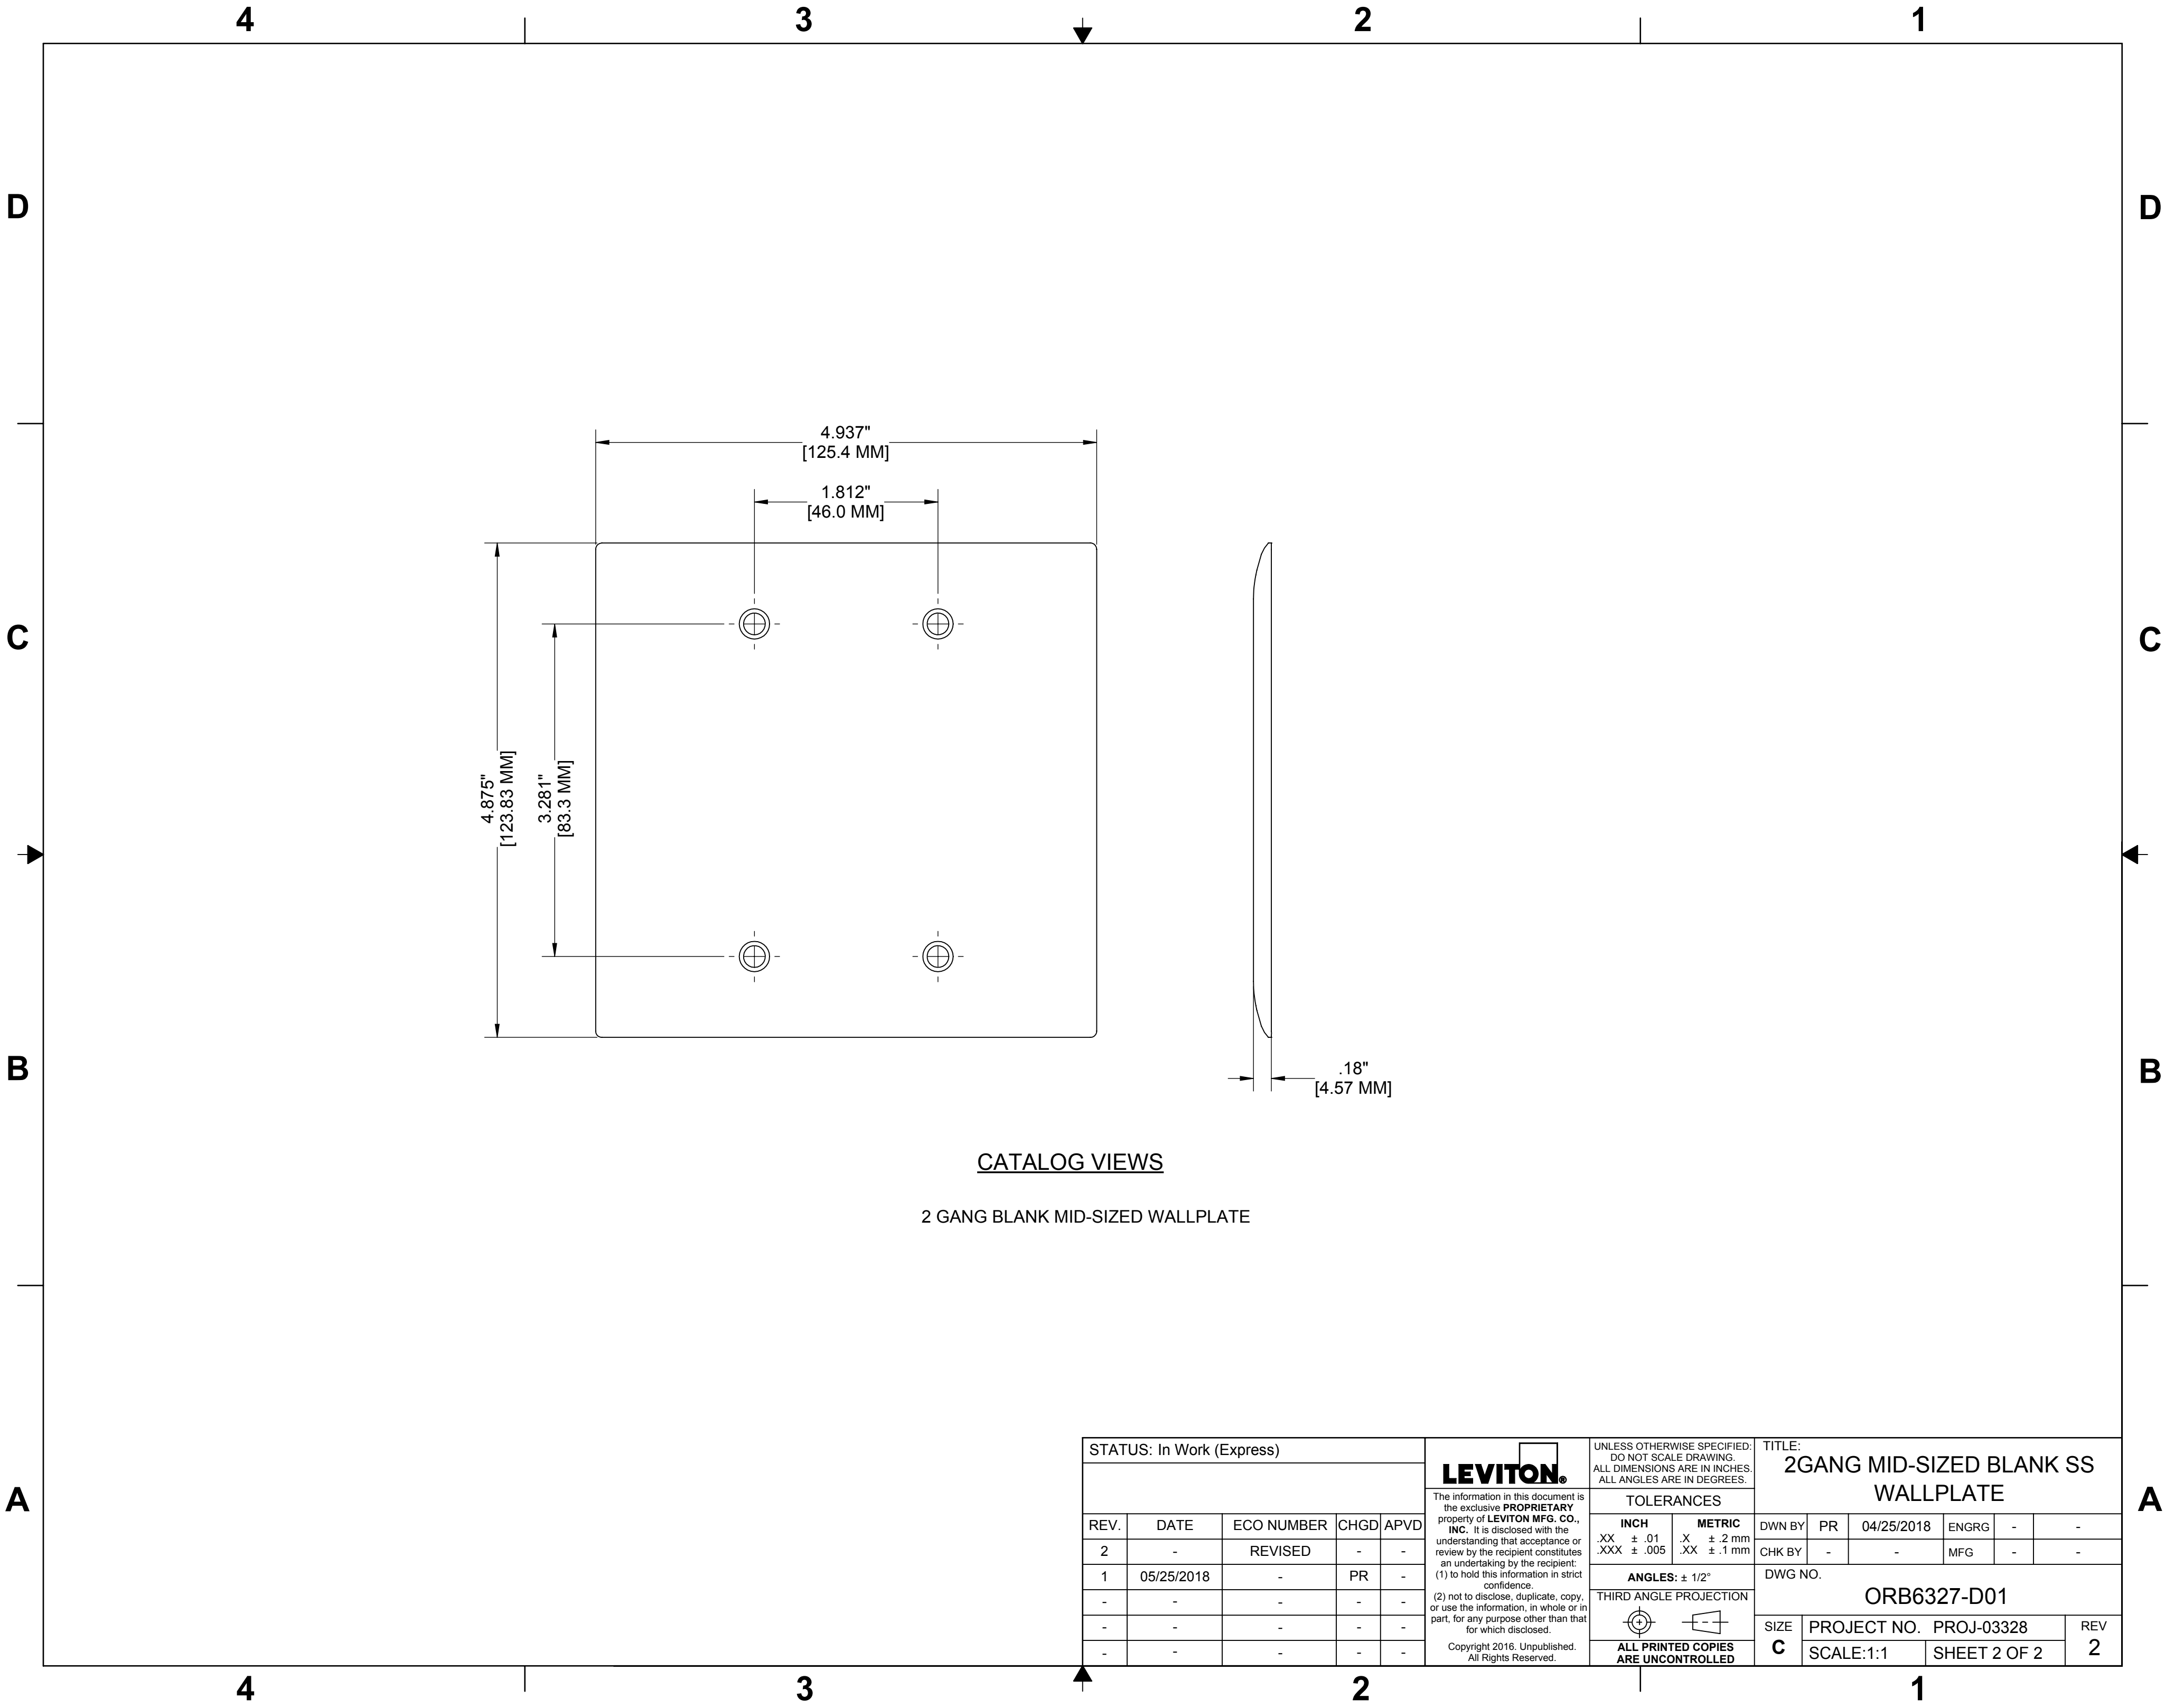 4 3 2 1
D D
4.937"
[125.4 MM]
1.812"
[46.0 MM]
C C
4.875"
[123.83 MM]
3.281"
[83.3 MM]
B B
.18"
[4.57 MM]
CATALOG VIEWS
2 GANG BLANK MID-SIZED WALLPLATE
A A
STATUS: In Work (Express)
REV. DATE ECO NUMBER CHGD APVD
2 - REVISED - -
1 05/25/2018 - PR -
- - - - -
- - - - -
- - - - -
LEVITON®
The information in this document is
the exclusive PROPRIETARY
property of LEVITON MFG. CO.,
INC. It is disclosed with the
understanding that acceptance or
review by the recipient constitutes
an undertaking by the recipient:
(1) to hold this information in strict
confidence.
(2) not to disclose, duplicate, copy,
or use the information, in whole or in
part, for any purpose other than that
for which disclosed.
Copyright 2016. Unpublished.
All Rights Reserved.
UNLESS OTHERWISE SPECIFIED:
DO NOT SCALE DRAWING.
ALL DIMENSIONS ARE IN INCHES.
ALL ANGLES ARE IN DEGREES.
TOLERANCES
INCH METRIC
.XX ± .01 .X ± .2 mm
.XXX ± .005 .XX ± .1 mm
ANGLES: ± 1/2°
THIRD ANGLE PROJECTION
ALL PRINTED COPIES
ARE UNCONTROLLED
TITLE:
2GANG MID-SIZED BLANK SS
WALLPLATE
DWN BY PR 04/25/2018 ENGRG - -
CHK BY - - MFG - -
DWG NO.
ORB6327-D01
SIZE PROJECT NO. PROJ-03328 REV
C SCALE:1:1 SHEET 2 OF 2 2
4 3 2 1